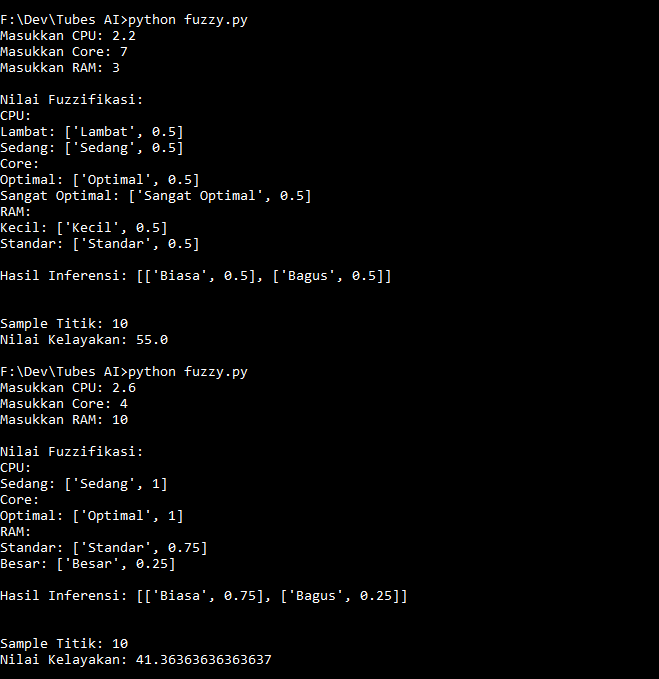 F:\Dev\Tubes AI>python fuzzy.py
Masukkan CPU: 2.2
Masukkan Core: 7
Masukkan RAM: 3
Nilai Fuzzifikasi:
CPU:
Lambat: ['Lambat', 0.5]
Sedang: ['Sedang', 0.5]
Core:
Optimal: ['Optimal', 0.5]
Sangat Optimal: ['Sangat Optimal', 0.5]
RAM:
Kecil: ['Kecil', 0.5]
Standar: ['Standar', 0.5]
Hasil Inferensi: [['Biasa', 0.5], ['Bagus', 0.5]]
Sample Titik: 10
Nilai Kelayakan: 55.0
F:\Dev\Tubes AI>python fuzzy.py
Masukkan CPU: 2.6
Masukkan Core: 4
Masukkan RAM: 10
Nilai Fuzzifikasi:
CPU:
Sedang: ['Sedang', 1]
Core:
Optimal: ['Optimal', 1]
RAM:
Standar: ['Standar', 0.75]
Besar: ['Besar', 0.25]
Hasil Inferensi: [['Biasa', 0.75], ['Bagus', 0.25]]
Sample Titik: 10
Nilai Kelayakan: 41.36363636363637